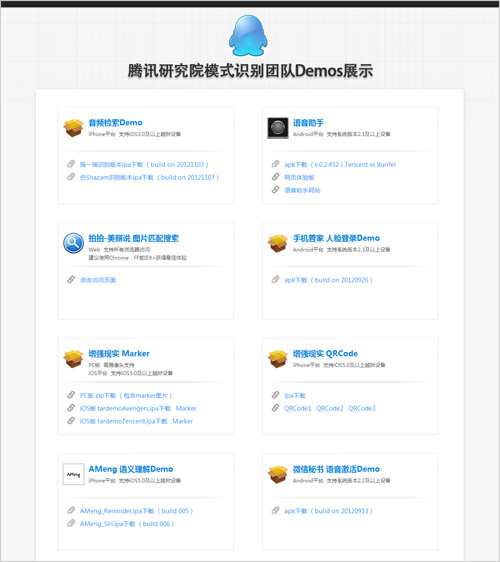 腾讯研究院模式识别团队Demos展示
音频检索Demo
iPhone平台 支持iOS3.0及以上越狱设备
摇一摇识别版本ipa下载 ( build on 20121107 )
仿Shazam识别版本ipa下载 ( build on 20121107 )
语音助手
Android平台 支持系统版本2.1及以上设备
apk下载 ( v.0.2.452 ) Tencent vs Xunfei
网页体验版
语音助手网站
拍拍-美丽说 图片匹配搜索
Web 支持所有浏览器访问
建议使用Chrome，FF或IE9+获得最佳体验
点击访问页面
手机管家 人脸登录Demo
Android平台 支持系统版本2.3及以上设备
apk下载 ( build on 20120926 )
增强现实 Marker
PC版 需摄像头支持
iOS平台 支持iOS5.0及以上越狱设备
PC版 zip下载 ( 包含marker图片 )
iOS版 tardemoAvengers.ipa下载 Marker
iOS版 tardemoTencent.ipa下载 Marker
增强现实 QRCode
iPhone平台 支持iOS5.0及以上越狱设备
ipa下载
QRCode1 QRCode2 QRCode3
AMeng
AMeng 语义理解Demo
iPhone平台 支持iOS5.0及以上越狱设备
AMeng_Reminder.ipa下载 ( build 005 )
AMeng_Siri.ipa下载 ( build 006 )
微信秘书 语音激活Demo
Android平台 支持系统版本2.2及以上设备
apk下载 ( build on 20120913 )